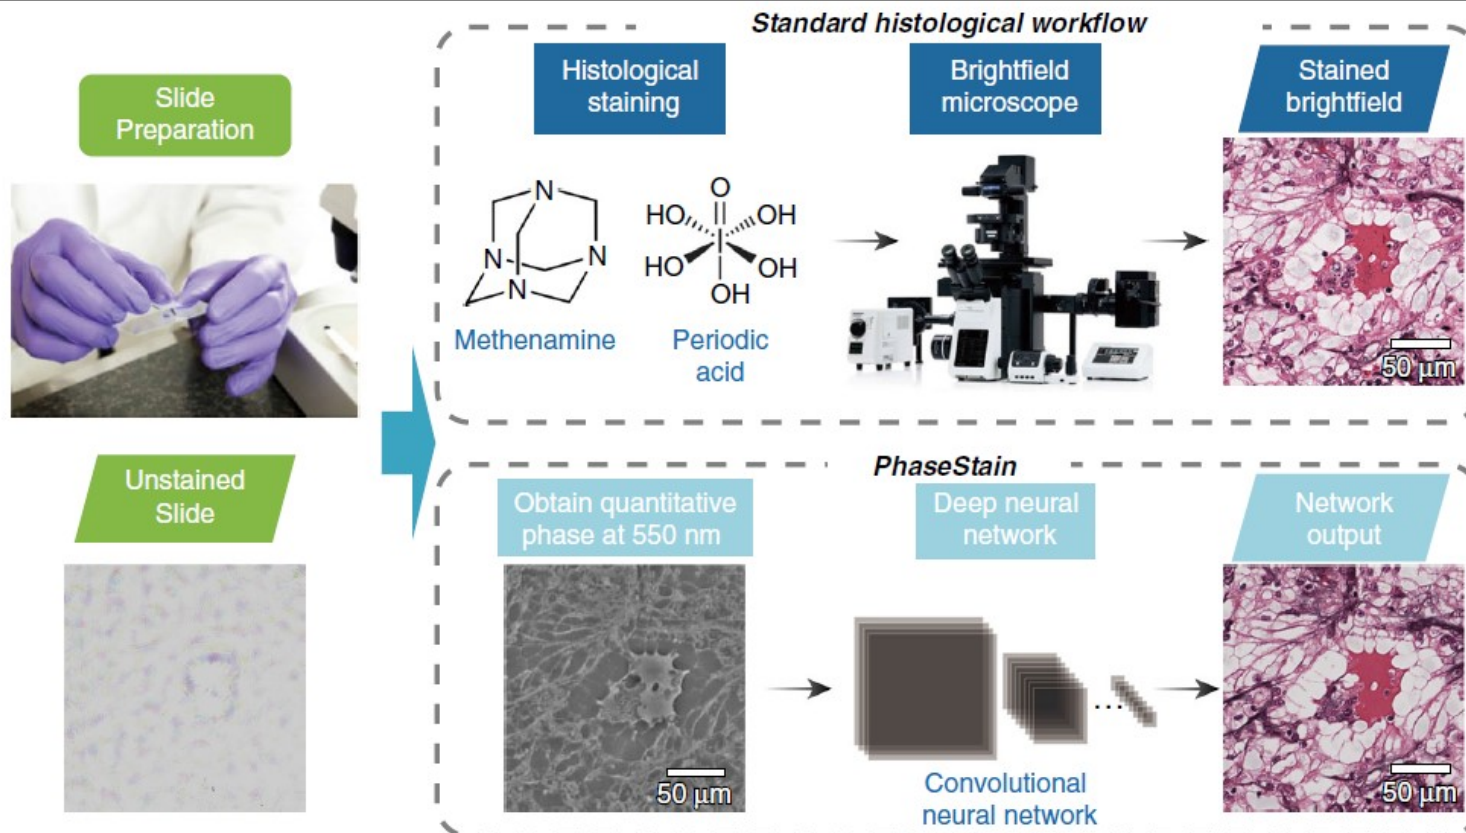 Standard histological workflow
Slide
Preparation
Histological
staining
Brightfield
microscope
Stained
brightfield
N
N
N
N
Methenamine
O
HO
OH
I
HO
OH
OH
Periodic
acid
50 μm
Unstained
Slide
PhaseStain
Obtain quantitative
phase at 550 nm
Deep neural
network
Network
output
50 μm
...
Convolutional
neural network
50 μm